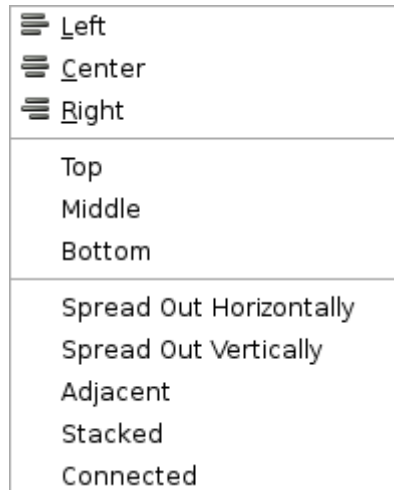 Left
Center
Right
Top
Middle
Bottom
Spread Out Horizontally
Spread Out Vertically
Adjacent
Stacked
Connected